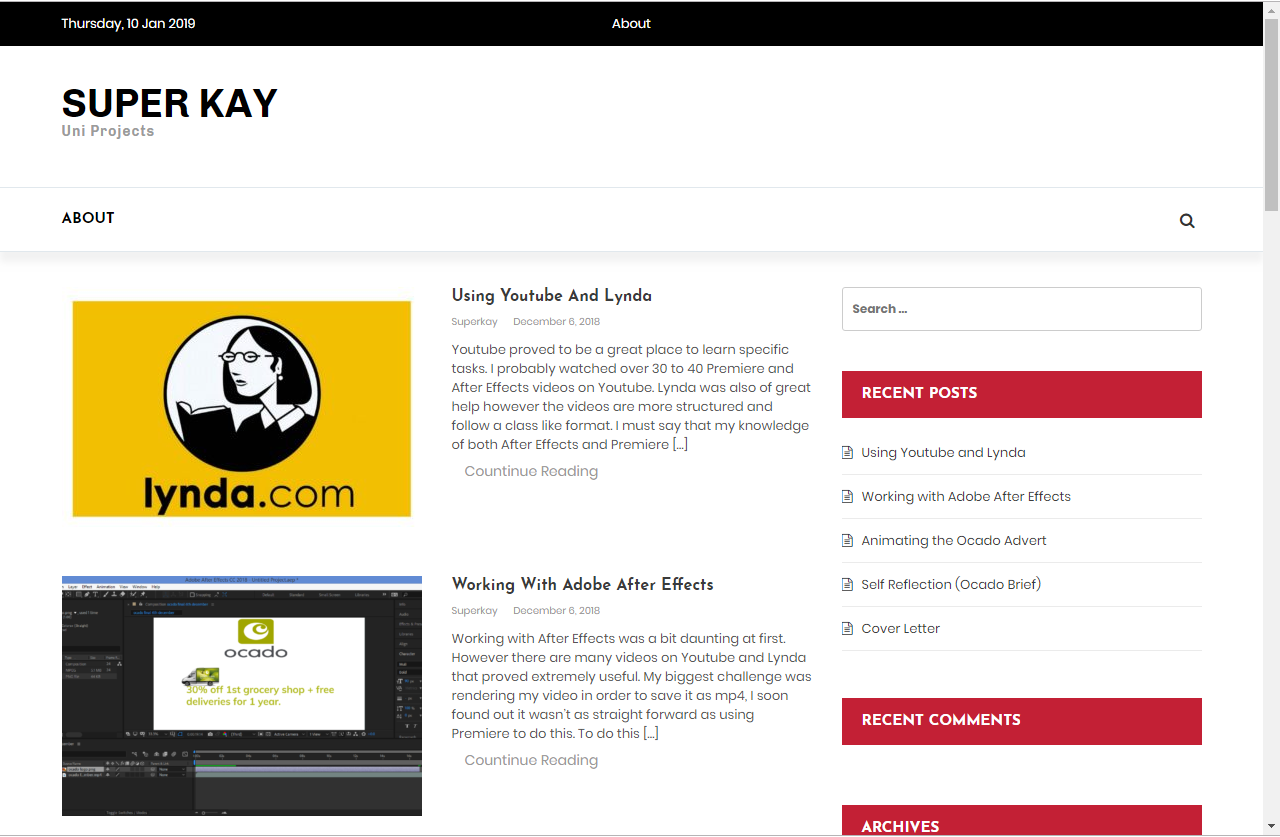 Thursday, 10 Jan 2019
About
SUPER KAY
Uni Projects
ABOUT
lynda.com
Using Youtube And Lynda
Superkay December 6, 2018
Youtube proved to be a great place to learn specific
tasks. I probably watched over 30 to 40 Premiere and
After Effects videos on Youtube. Lynda was also of great
help however the videos are more structured and
follow a class like format. I must say that my knowledge
of both After Effects and Premiere [...]
Countinue Reading
ocado
30% off 1st grocery shop + free
deliveries for 1 year.
Working With Adobe After Effects
Superkay December 6, 2018
Working with After Effects was a bit daunting at first.
However there are many videos on Youtube and Lynda
that proved extremely useful. My biggest challenge was
rendering my video in order to save it as mp4, I soon
found out it wasn't as straight forward as using
Premiere to do this. To do this [...]
Countinue Reading
Search ...
RECENT POSTS
Using Youtube and Lynda
Working with Adobe After Effects
Animating the Ocado Advert
Self Reflection (Ocado Brief)
Cover Letter
RECENT COMMENTS
ARCHIVES